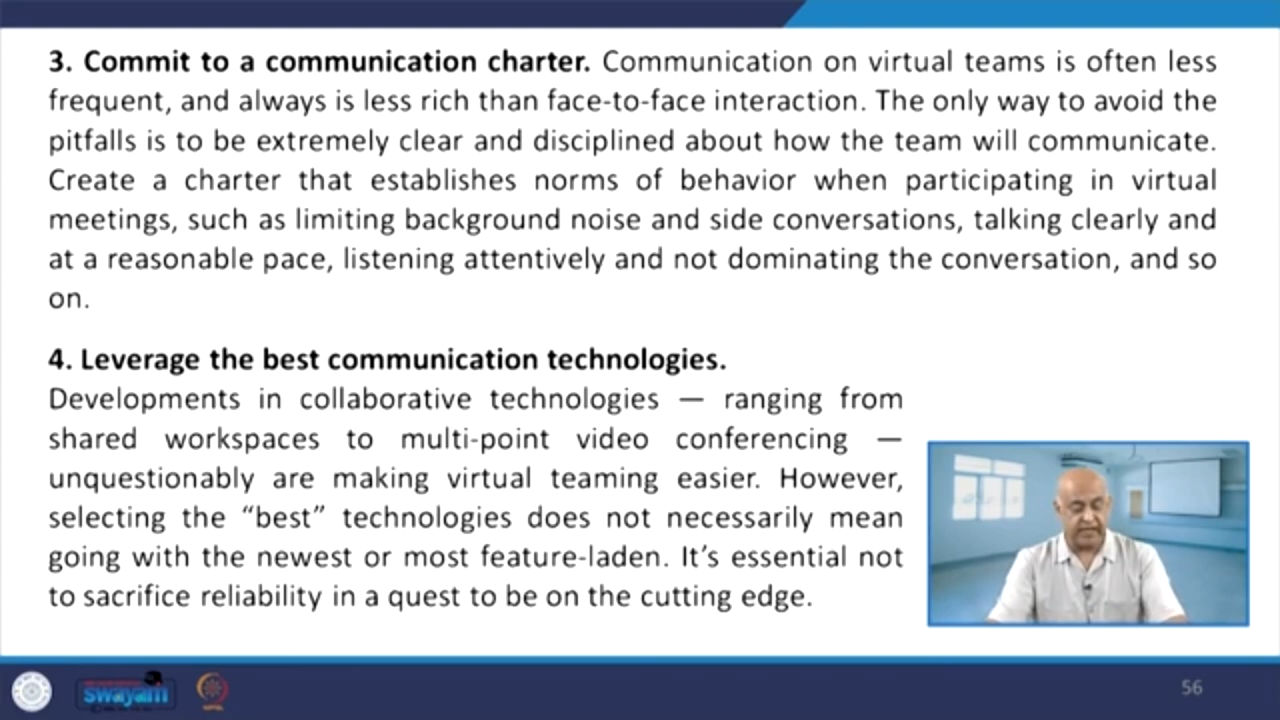 3. Commit to a communication charter. Communication on virtual teams is often less
frequent, and always is less rich than face-to-face interaction. The only way to avoid the
pitfalls is to be extremely clear and disciplined about how the team will communicate.
Create a charter that establishes norms of behavior when participating in virtual
meetings, such as limiting background noise and side conversations, talking clearly and
at a reasonable pace, listening attentively and not dominating the conversation, and so
on.
4. Leverage the best communication technologies.
Developments in collaborative technologies — ranging from
shared workspaces to multi-point video conferencing —
unquestionably are making virtual teaming easier. However,
selecting the “best” technologies does not necessarily mean
going with the newest or most feature-laden. It’s essential not
to sacrifice reliability in a quest to be on the cutting edge.
swayam
56